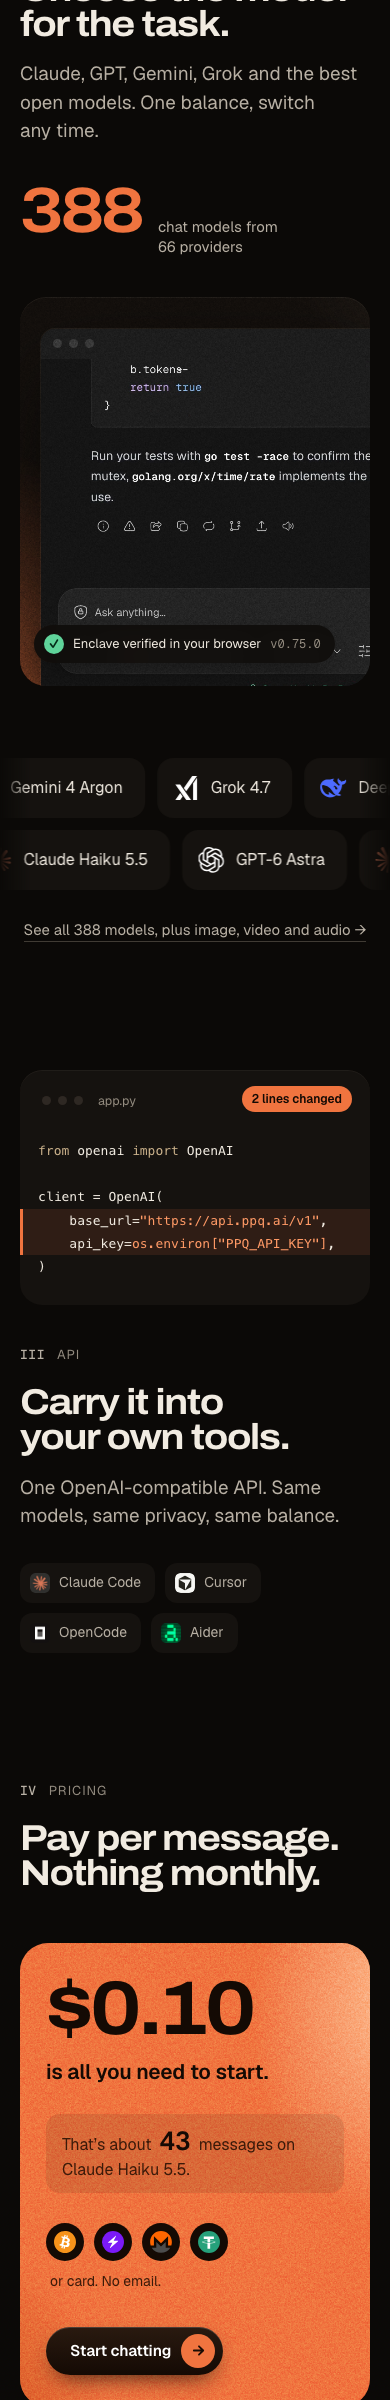 for the task.
Claude, GPT, Gemini, Grok and the best
open models. One balance, switch
any time.
388
chat models from
66 providers
b.tokens-
return true
}
Run your tests with go test -race to confirm the
mutex, golang.org/x/time/rate implements the
use.
Ask anything...
Enclave verified in your browser v0.75.0
Gemini 4 Argon
Grok 4.7
Dee
Claude Haiku 5.5
GPT-6 Astra
See all 388 models, plus image, video and audio →
app.py
2 lines changed
from openai import OpenAI
client = OpenAI(
base_url="https://api.ppq.ai/v1",
api_key=os.environ["PPQ_API_KEY"],
)
III API
Carry it into
your own tools.
One OpenAI-compatible API. Same
models, same privacy, same balance.
Claude Code
Cursor
OpenCode
Aider
IV PRICING
Pay per message.
Nothing monthly.
$0.10
is all you need to start.
That's about 43 messages on
Claude Haiku 5.5.
or card. No email.
Start chatting →